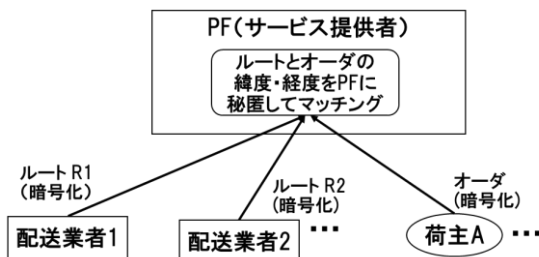 PF(サービス提供者)
ルートとオーダの
緯度・経度をPFに
秘匿してマッチング
ルート R1
(暗号化)
ルート R2
(暗号化)
オーダ
(暗号化)
配送業者1
配送業者2
…
荷主A
…